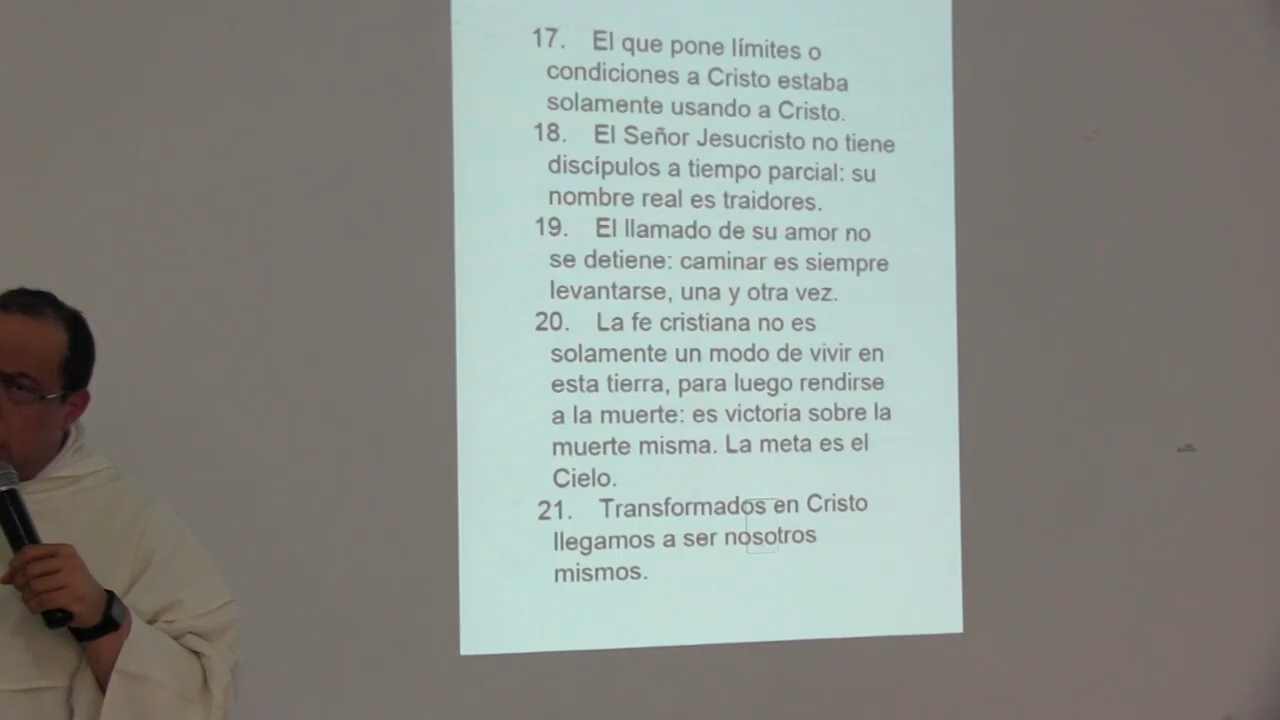 17. El que pone límites o
condiciones a Cristo estaba
solamente usando a Cristo.
18. El Señor Jesucristo no tiene
discípulos a tiempo parcial: su
nombre real es traidores.
19. El llamado de su amor no
se detiene: caminar es siempre
levantarse, una y otra vez.
20. La fe cristiana no es
solamente un modo de vivir en
esta tierra, para luego rendirse
a la muerte: es victoria sobre la
muerte misma. La meta es el
Cielo.
21. Transformados en Cristo
llegamos a ser nosotros
mismos.